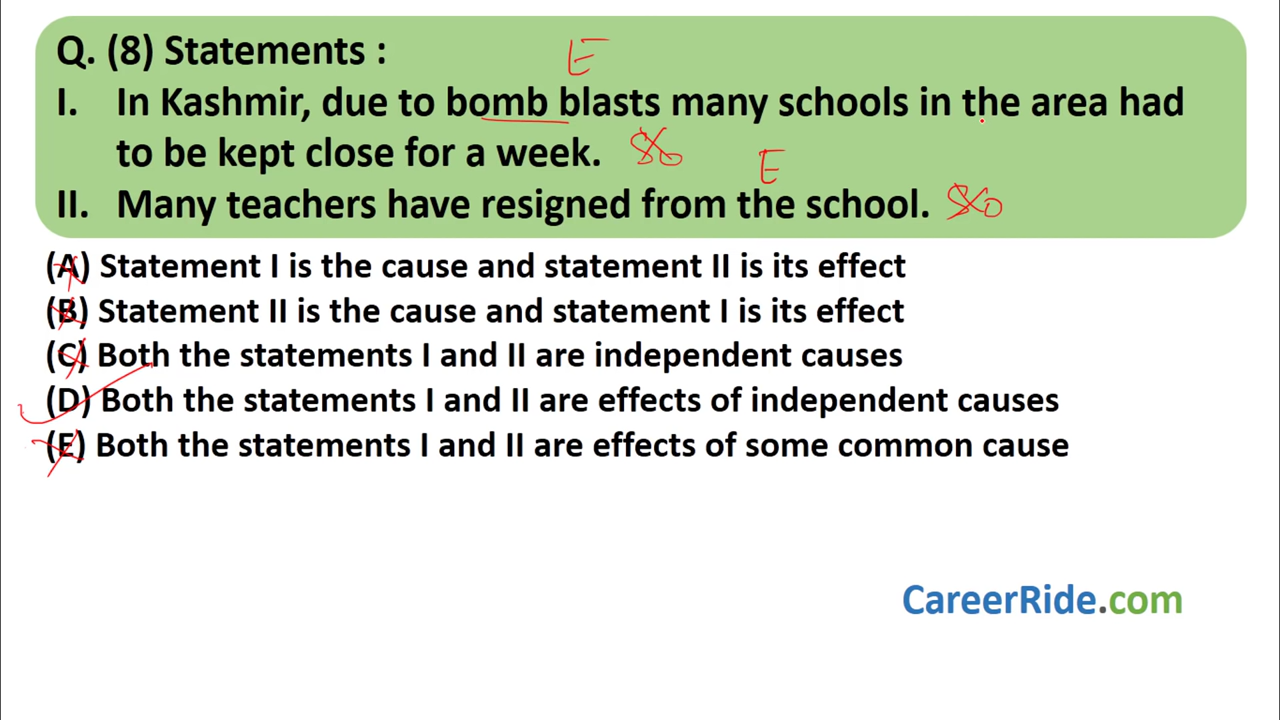 Q. (8) Statements :
E
I. In Kashmir, due to bomb blasts many schools in the area had
to be kept close for a week.
E
II. Many teachers have resigned from the school.
(A) Statement I is the cause and statement II is its effect
(B) Statement II is the cause and statement I is its effect
(C) Both the statements I and II are independent causes
(D) Both the statements I and II are effects of independent causes
(E) Both the statements I and II are effects of some common cause
CareerRide.com